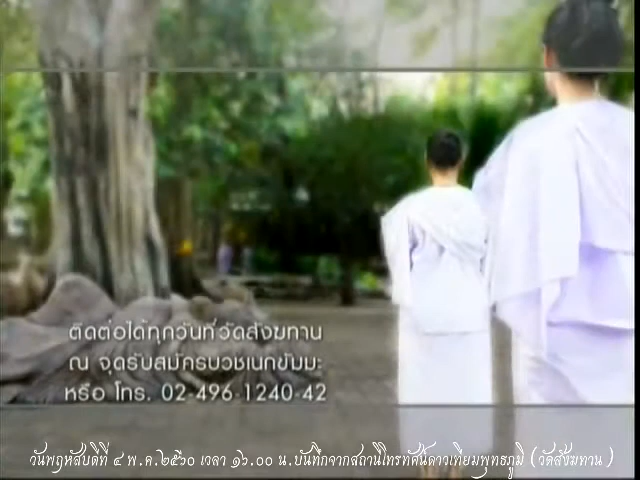 ติดต่อได้ทุกวันที่วัดสังฆทาน
ณ จุดรับสมัครบวชเนกขัมมะ
หรือ โทร. 02-496-1240-42
วันพฤหัสบดีที่ ๔ พ.ค.๒๕๖๐ เวลา ๑๖.๐๐ น.บันทึกจากสถานีโทรทัศน์ดาวเทียมพุทธภูมิ (วัดสังฆทาน)